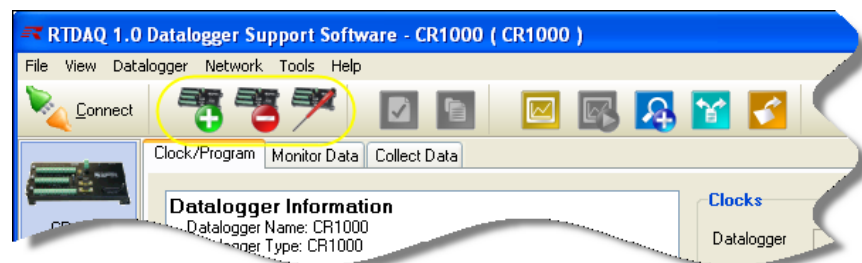 RTDAQ 1.0 Datalogger Support Software - CR1000 ( CR1000 )
File View Datalogger Network Tools Help
Connect
Clock/Program Monitor Data Collect Data
Datalogger Information
Datalogger Name: CR1000
Type: CR1000
Clocks
Datalogger